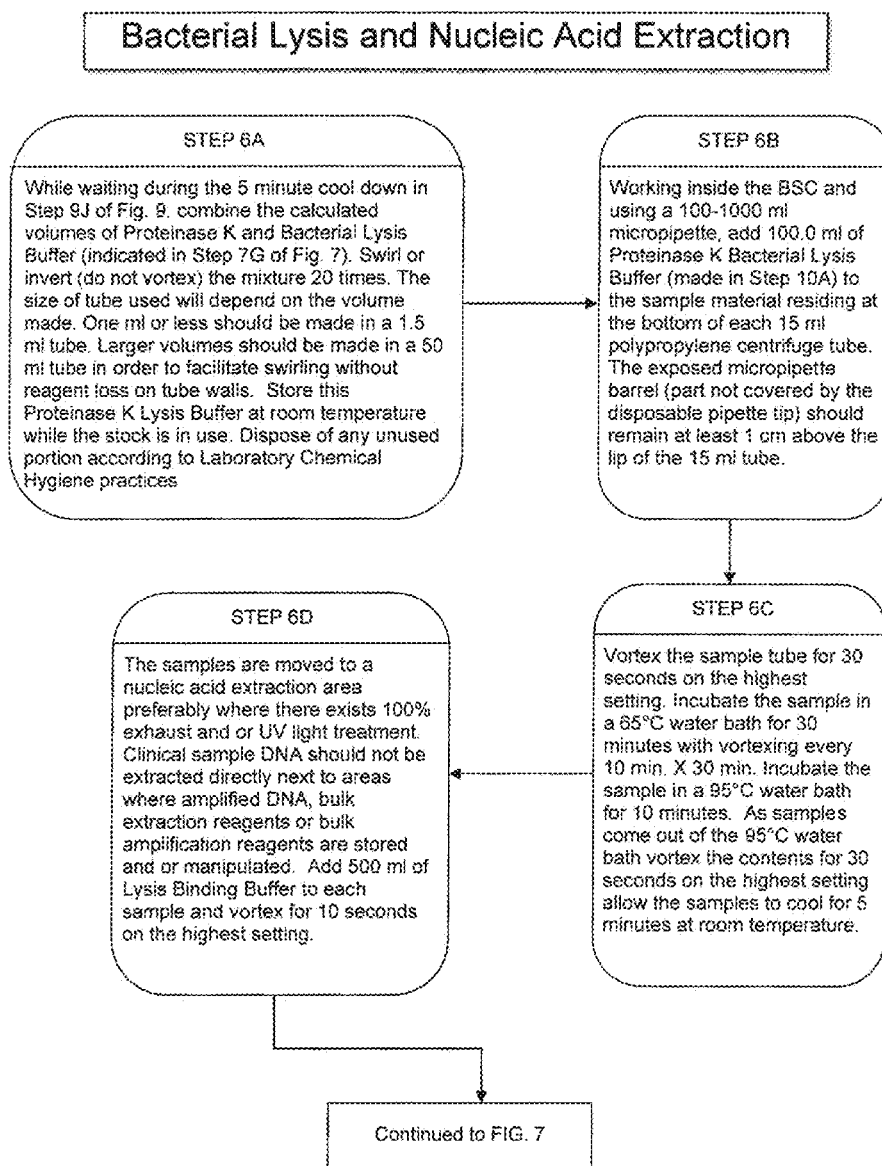 Bacterial Lysis and Nucleic Acid Extraction
STEP 6A
While waiting during the 5 minute cool down in
Step 9J of Fig. 9, combine the calculated
volumes of Proteinase K and Bacterial Lysis
Buffer (indicated in Step 7G of Fig. 7). Swirl or
invert (do not vortex) the mixture 20 times. The
size of tube used will depend on the volume
made. One ml or less should be made in a 1.5
ml tube. Larger volumes should be made in a 50
ml tube in order to facilitate swirling without
reagent loss on tube walls. Store this
Proteinase K Lysis Buffer at room temperature
while the stock is in use. Dispose of any unused
portion according to Laboratory Chemical
Hygiene practices
STEP 6B
Working inside the BSC and
using a 100-1000 ml
micropipette, add 100.0 ml of
Proteinase K Bacterial Lysis
Buffer (made in Step 10A) to
the sample material residing at
the bottom of each 15 ml
polypropylene centrifuge tube.
The exposed micropipette
barrel (part not covered by the
disposable pipette tip) should
remain at least 1 cm above the
lip of the 15 ml tube.
STEP 6C
Vortex the sample tube for 30
seconds on the highest
setting. Incubate the sample in
a 65°C water bath for 30
minutes with vortexing every
10 min. X 30 min. Incubate the
sample in a 95°C water bath
for 10 minutes. As samples
come out of the 95°C water
bath vortex the contents for 30
seconds on the highest setting
allow the samples to cool for 5
minutes at room temperature.
STEP 6D
The samples are moved to a
nucleic acid extraction area
preferably where there exists 100%
exhaust and or UV light treatment.
Clinical sample DNA should not be
extracted directly next to areas
where amplified DNA, bulk
extraction reagents or bulk
amplification reagents are stored
and or manipulated. Add 500 ml of
Lysis Binding Buffer to each
sample and vortex for 10 seconds
on the highest setting.
Continued to FIG. 7